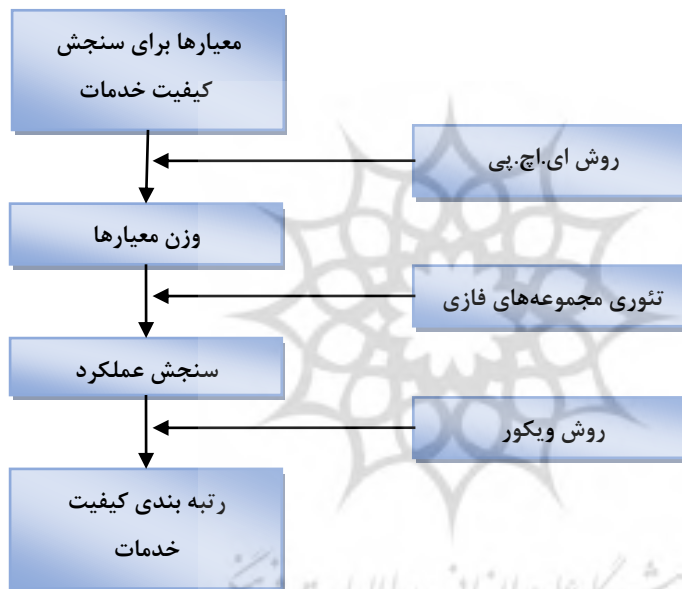 معیارها برای سنجش
کیفیت خدمات
روش ای.اچ.پی
وزن معیارها
تئوری مجموعه‌های فازی
سنجش عملکرد
روش ویکور
رتبه بندی کیفیت
خدمات